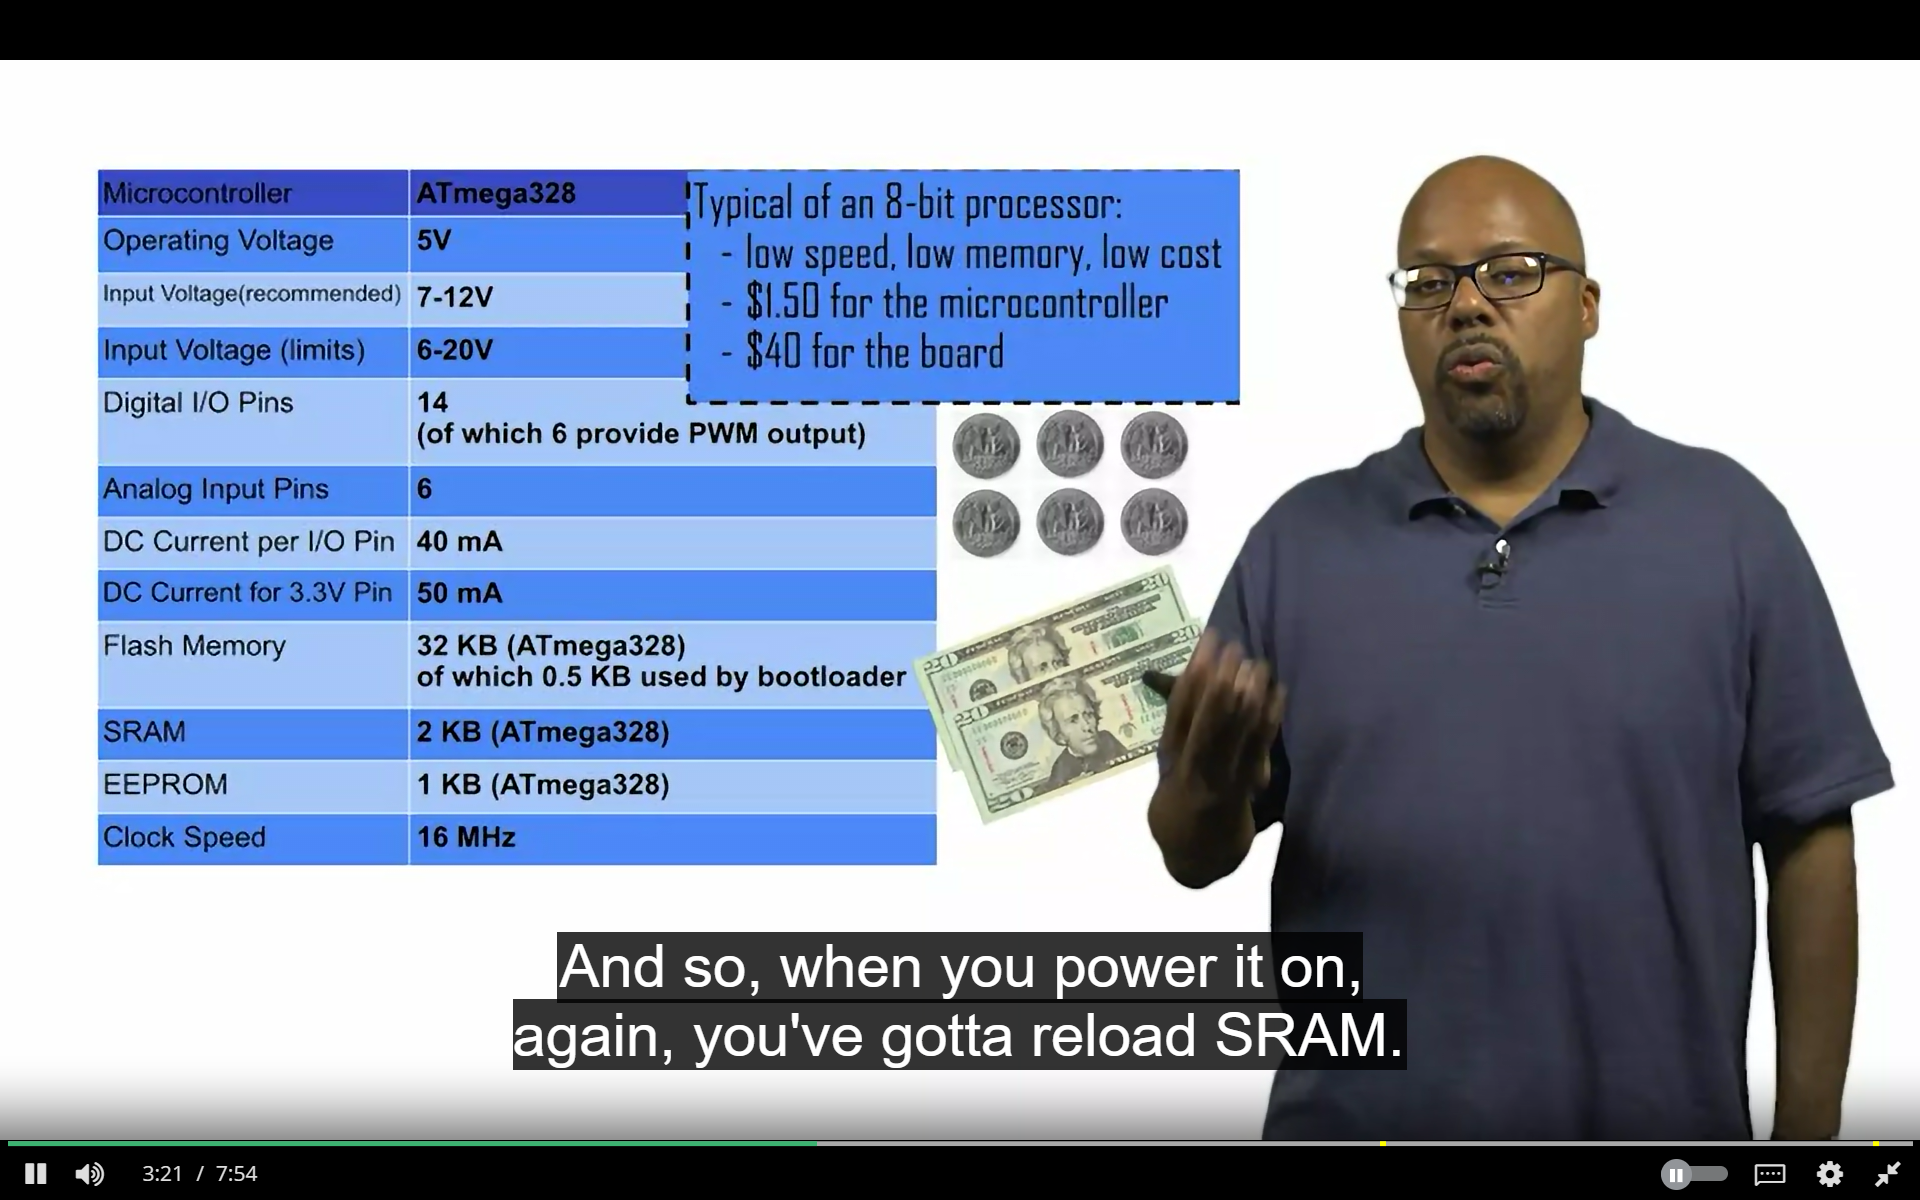 Microcontroller ATmega328
Operating Voltage 5V
Input Voltage(recommended) 7-12V
Input Voltage (limits) 6-20V
Digital I/O Pins 14
(of which 6 provide PWM output)
Analog Input Pins 6
DC Current per I/O Pin 40 mA
DC Current for 3.3V Pin 50 mA
Flash Memory 32 KB (ATmega328)
of which 0.5 KB used by bootloader
SRAM 2 KB (ATmega328)
EEPROM 1 KB (ATmega328)
Clock Speed 16 MHz
Typical of an 8-bit processor:
- low speed, low memory, low cost
- $1.50 for the microcontroller
- $40 for the board
20
20
20
20
20
And so, when you power it on,
again, you've gotta reload SRAM.
3:21 / 7:54